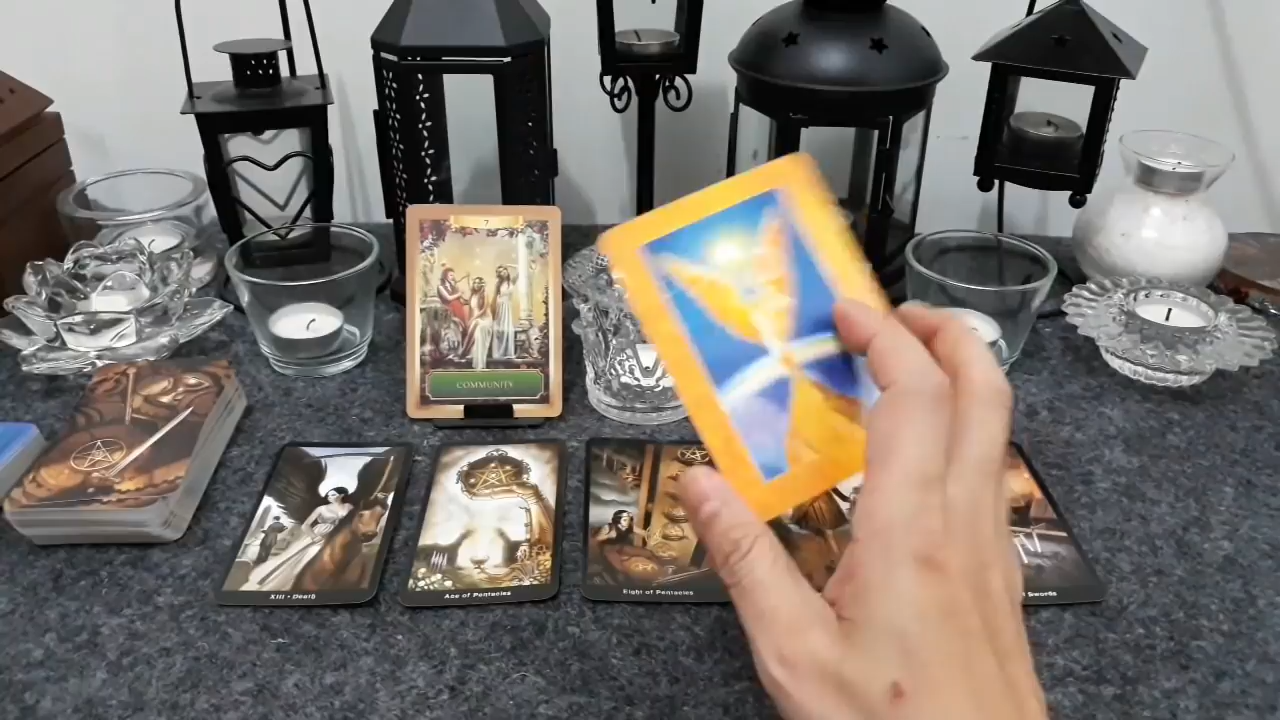 7
COMMUNITY
XIII • Death
Ace of Pentacles
Eight of Pentacles
Swords